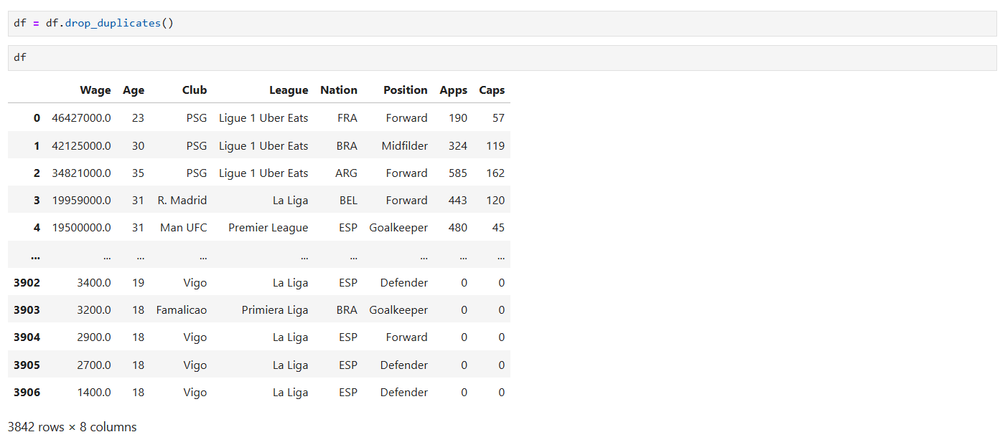 df = df.drop_duplicates()
df
Wage Age Club League Nation Position Apps Caps
0 46427000.0 23 PSG Ligue 1 Uber Eats FRA Forward 190 57
1 42125000.0 30 PSG Ligue 1 Uber Eats BRA Midfilder 324 119
2 34821000.0 35 PSG Ligue 1 Uber Eats ARG Forward 585 162
3 19959000.0 31 R. Madrid La Liga BEL Forward 443 120
4 19500000.0 31 Man UFC Premier League ESP Goalkeeper 480 45
... ... ... ... ... ... ... ... ...
3902 3400.0 19 Vigo La Liga ESP Defender 0 0
3903 3200.0 18 Famalicao Primiera Liga BRA Goalkeeper 0 0
3904 2900.0 18 Vigo La Liga ESP Forward 0 0
3905 2700.0 18 Vigo La Liga ESP Defender 0 0
3906 1400.0 18 Vigo La Liga ESP Defender 0 0
3842 rows × 8 columns